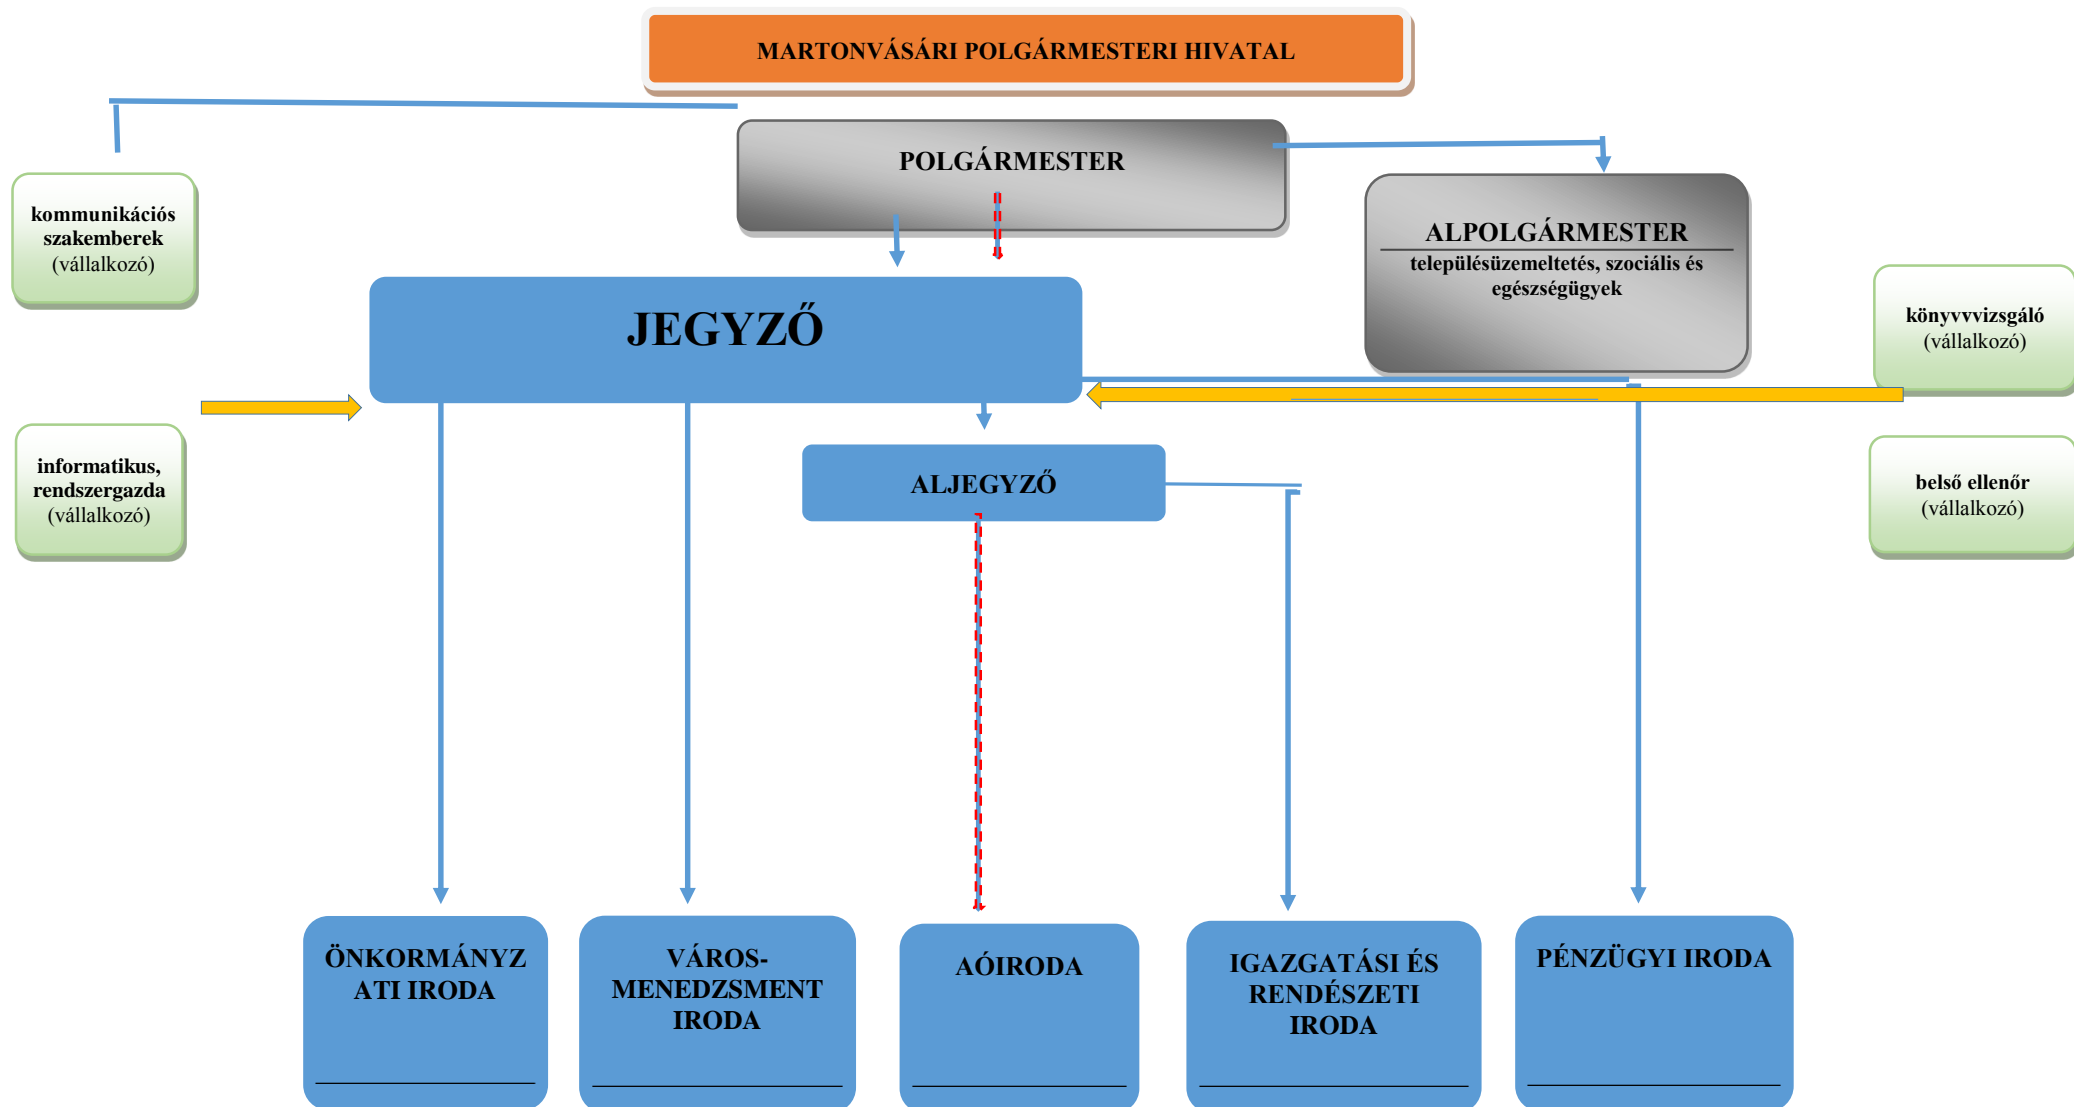 MARTONVÁSÁRI POLGÁRMESTERI HIVATAL
POLGÁRMESTER
kommunikációs
szakemberek
(vállalkozó)
ALPOLGÁRMESTER
településüzemeltetés, szociális és
egészségügyek
JEGYZŐ
könyvvvizsgáló
(vállalkozó)
informatikus,
rendszergazda
(vállalkozó)
ALJEGYZŐ
belső ellenőr
(vállalkozó)
ÖNKORMÁNYZ
ATI IRODA
VÁROS-
MENEDZSMENT
IRODA
AÓIRODA
IGAZGATÁSI ÉS
RENDÉSZETI
IRODA
PÉNZÜGYI IRODA